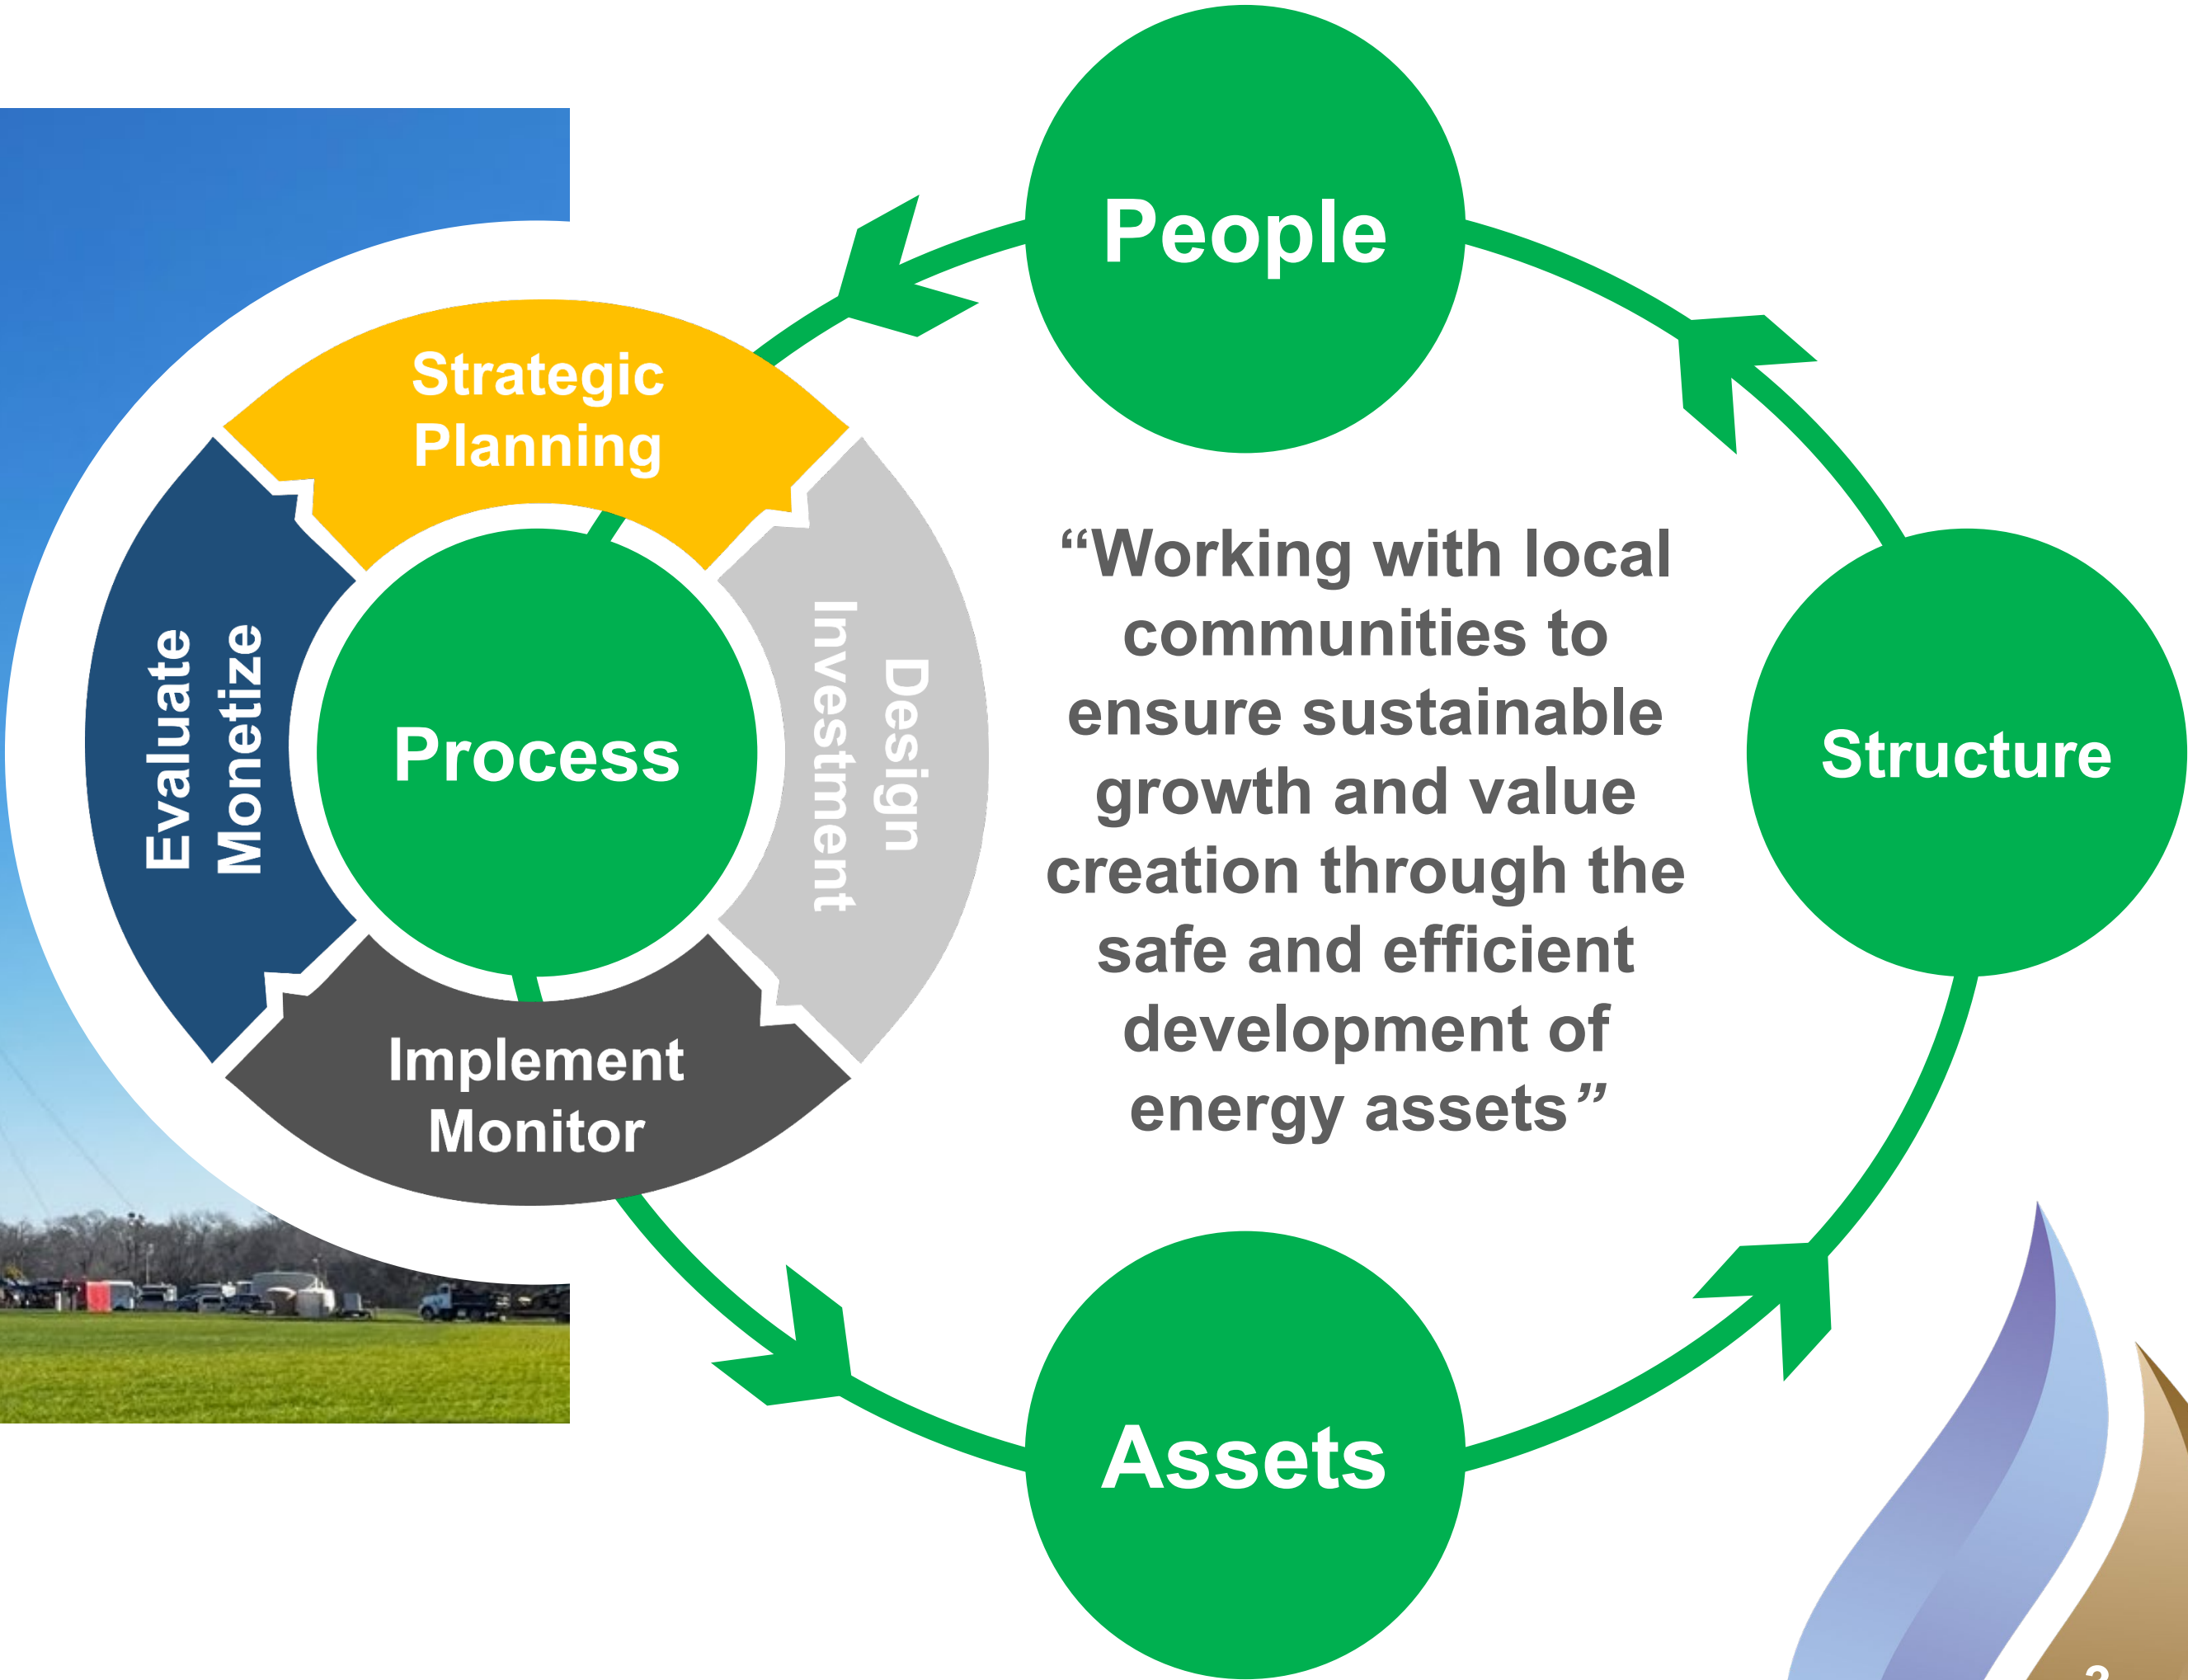 People
Strategic
Planning
Evaluate
Monetize
Process
Design
Investment
Implement
Monitor
“Working with local
communities to
ensure sustainable
growth and value
creation through the
safe and efficient
development of
energy assets”
Structure
Assets